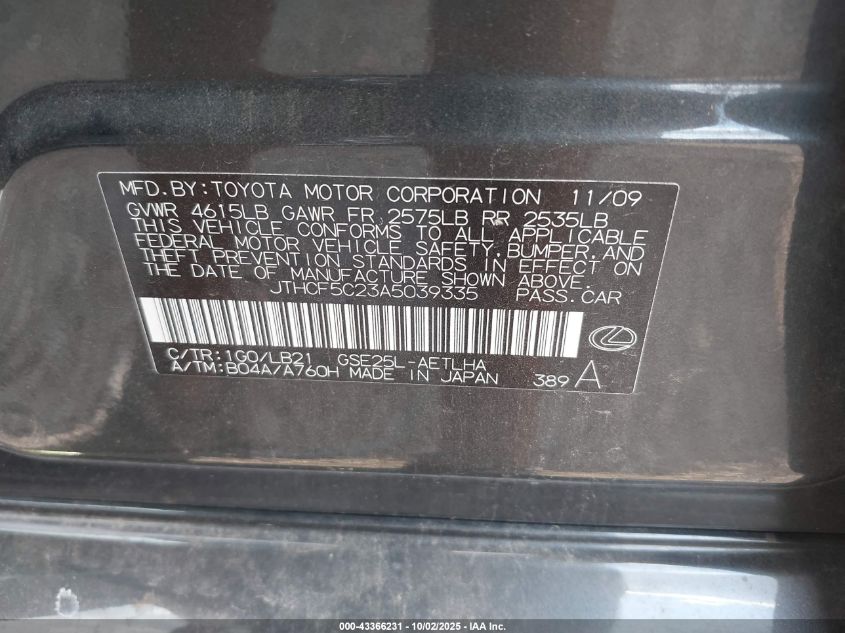 MFD.BY:TOYOTA MOTOR CORPORATION 11/09
GVWR 4615LB GAWR FR 2575LB RR 2535LB
THIS VEHICLE CONFORMS TO ALL APPLICABLE
FEDERAL MOTOR VEHICLE SAFETY,BUMPER,AND
THEFT PREVENTION STANDARDS IN EFFECT ON
THE DATE OF MANUFACTURE SHOWN ABOVE.
JTHCF5C23A5039335 PASS.CAR
C/TR:1G0/LB21 GSE25L-AETLHA
A/TM:B04A/A760H MADE IN JAPAN 389 A
000-43366231 - 10/02/2025 - IAA Inc.